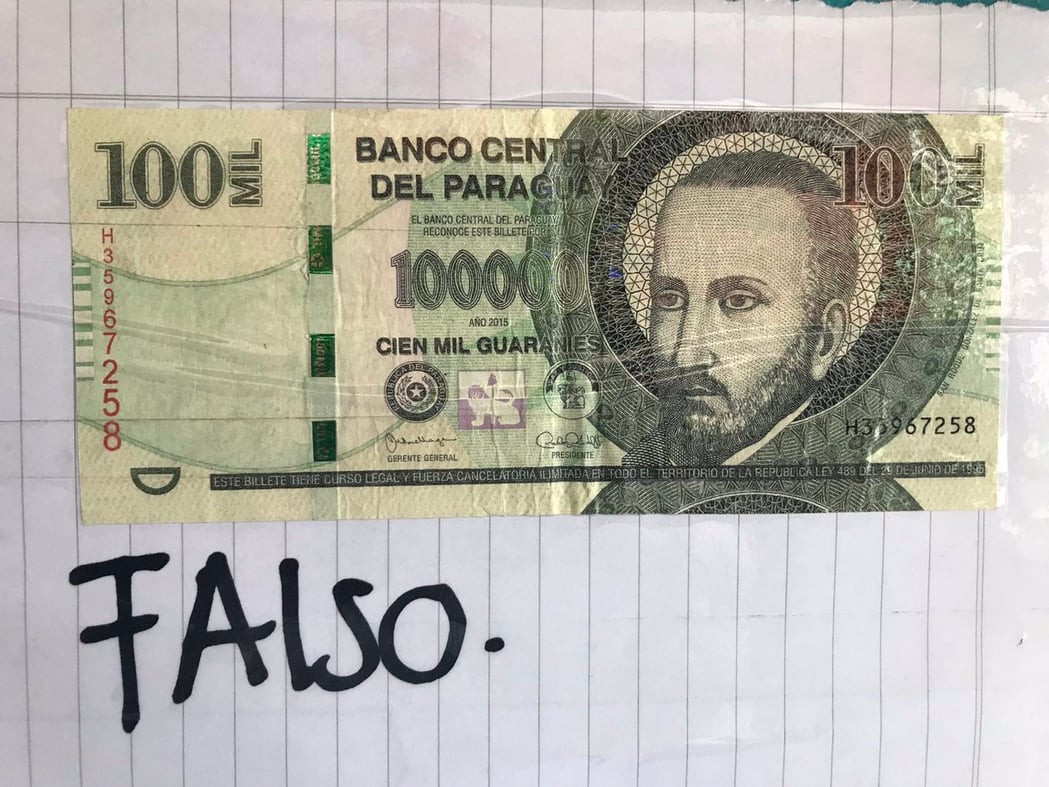 100 MIL
BANCO CENTRAL
DEL PARAGUAY
100 MIL
EL BANCO CENTRAL DEL PARAGUAY
RECONOCE ESTE BILLETE POR
H35967258
100000
AÑO 2015
CIEN MIL GUARANIES
GERENTE GENERAL
PRESIDENTE
H35967258
ESTE BILLETE TIENE CURSO LEGAL Y FUERZA CANCELATORIA ILIMITADA EN TODO EL TERRITORIO DE LA REPUBLICA LEY 489 DEL 29 DE JUNIO DE 1995
FALSO.